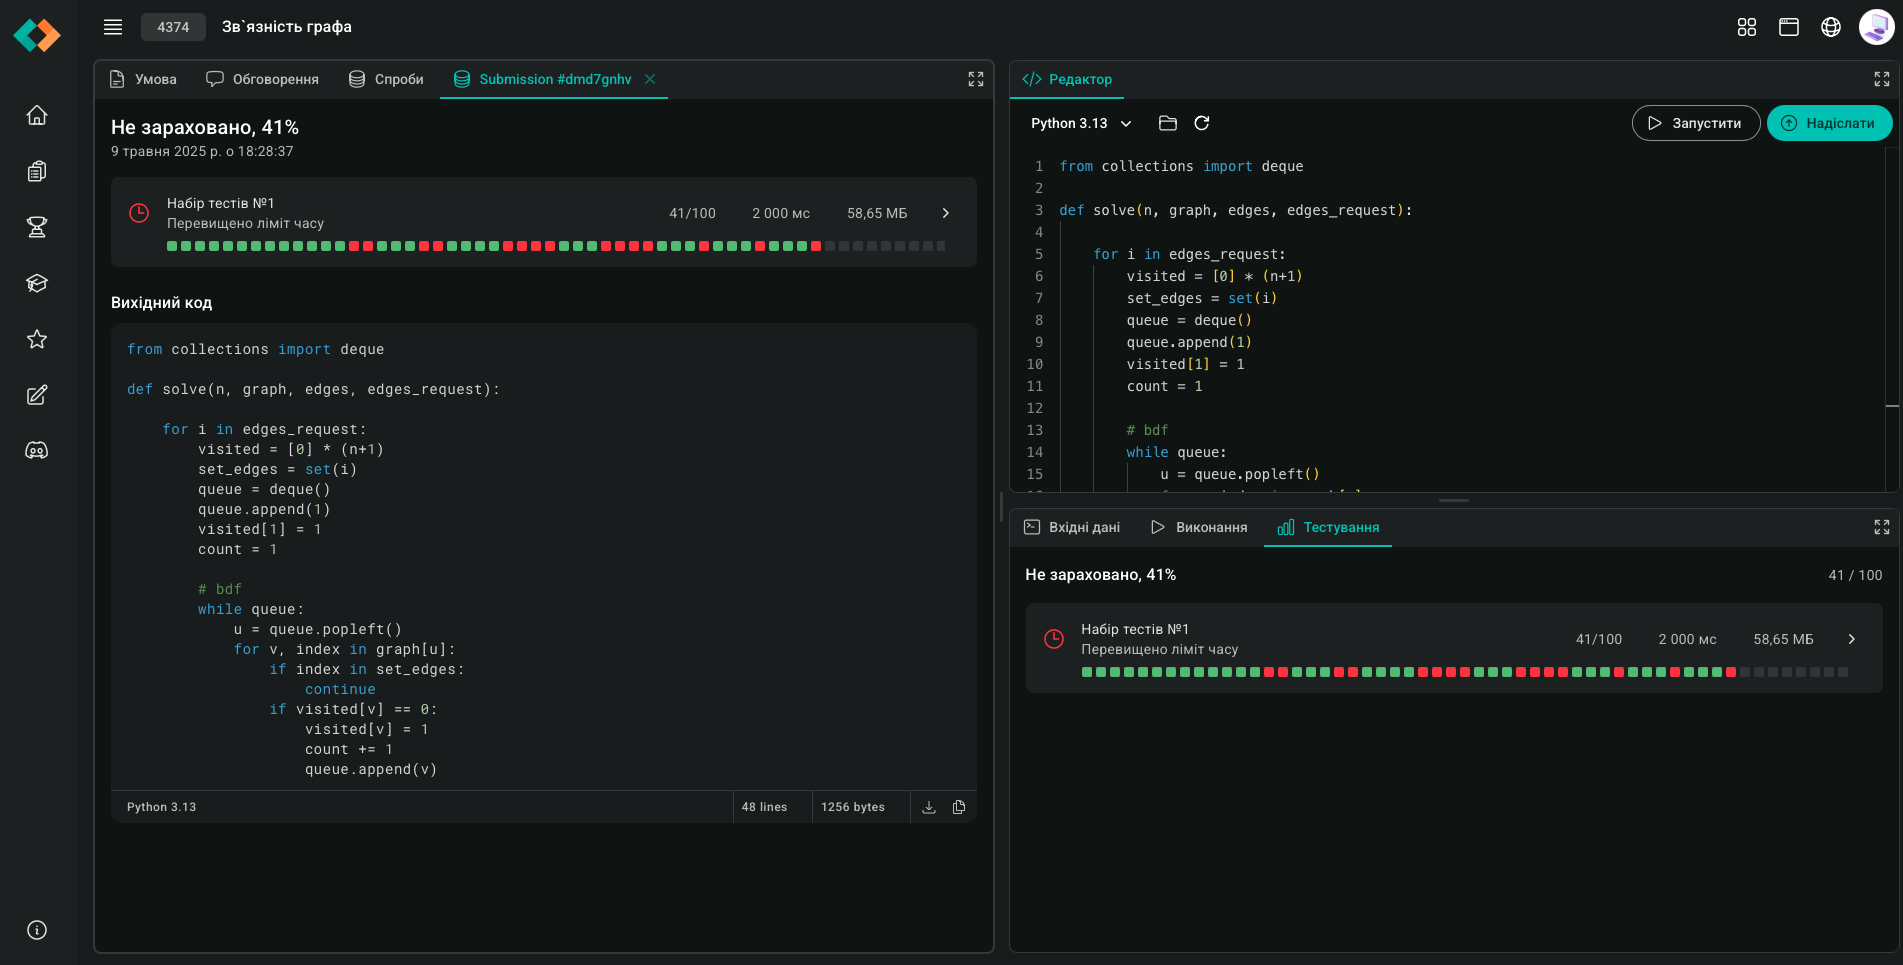 4374
Зв`язність графа
Умова
Обговорення
Спроби
Submission #dmd7gnhv
Не зараховано, 41%
9 травня 2025 р. о 18:28:37
Набір тестів №1
Перевищено ліміт часу
41/100
2 000 мс
58,65 МБ
Вихідний код
from collections import deque
def solve(n, graph, edges, edges_request):
for i in edges_request:
visited = [0] * (n+1)
set_edges = set(i)
queue = deque()
queue.append(1)
visited[1] = 1
count = 1
# bdf
while queue:
u = queue.popleft()
for v, index in graph[u]:
if index in set_edges:
continue
if visited[v] == 0:
visited[v] = 1
count += 1
queue.append(v)
Python 3.13
48 lines
1256 bytes
Редактор
Python 3.13
Запустити
Надіслати
1 from collections import deque
2
3 def solve(n, graph, edges, edges_request):
4
5 for i in edges_request:
6 visited = [0] * (n+1)
7 set_edges = set(i)
8 queue = deque()
9 queue.append(1)
10 visited[1] = 1
11 count = 1
12
13 # bdf
14 while queue:
15 u = queue.popleft()
Вхідні дані
Виконання
Тестування
Не зараховано, 41%
41 / 100
Набір тестів №1
Перевищено ліміт часу
41/100
2 000 мс
58,65 МБ